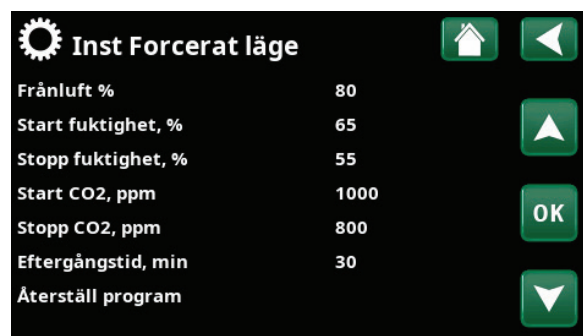 Inst Forcerat läge
Frånluft % 80
Start fuktighet, % 65
Stopp fuktighet, % 55
Start CO2, ppm 1000
Stopp CO2, ppm 800
OK
Eftergångstid, min 30
Återställ program